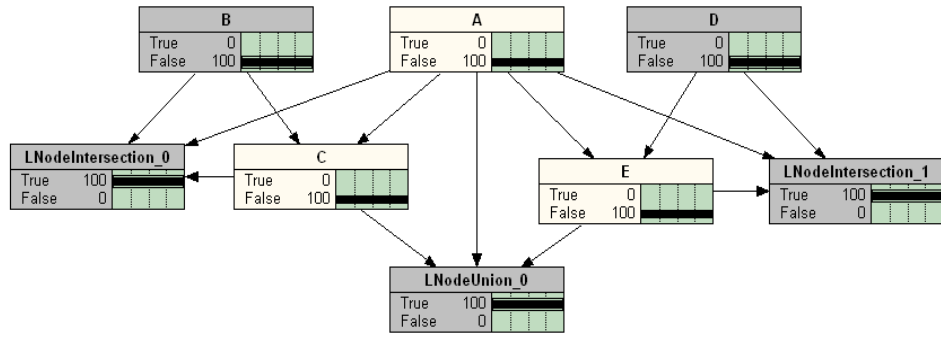 B
True 0
False 100
A
True 0
False 100
D
True 0
False 100
LNodeIntersection_0
True 100
False 0
C
True 0
False 100
E
True 0
False 100
LNodeIntersection_1
True 100
False 0
LNodeUnion_0
True 100
False 0